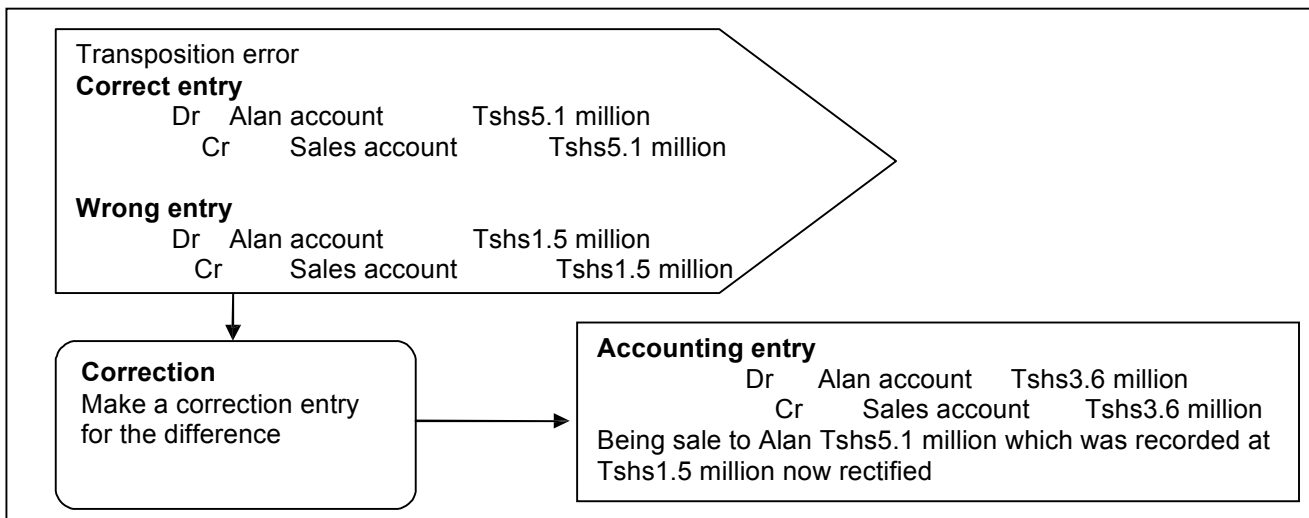 Transposition error
Correct entry
Dr Alan account Tshs5.1 million
Cr Sales account Tshs5.1 million
Wrong entry
Dr Alan account Tshs1.5 million
Cr Sales account Tshs1.5 million
Correction
Make a correction entry
for the difference
Accounting entry
Dr Alan account Tshs3.6 million
Cr Sales account Tshs3.6 million
Being sale to Alan Tshs5.1 million which was recorded at
Tshs1.5 million now rectified